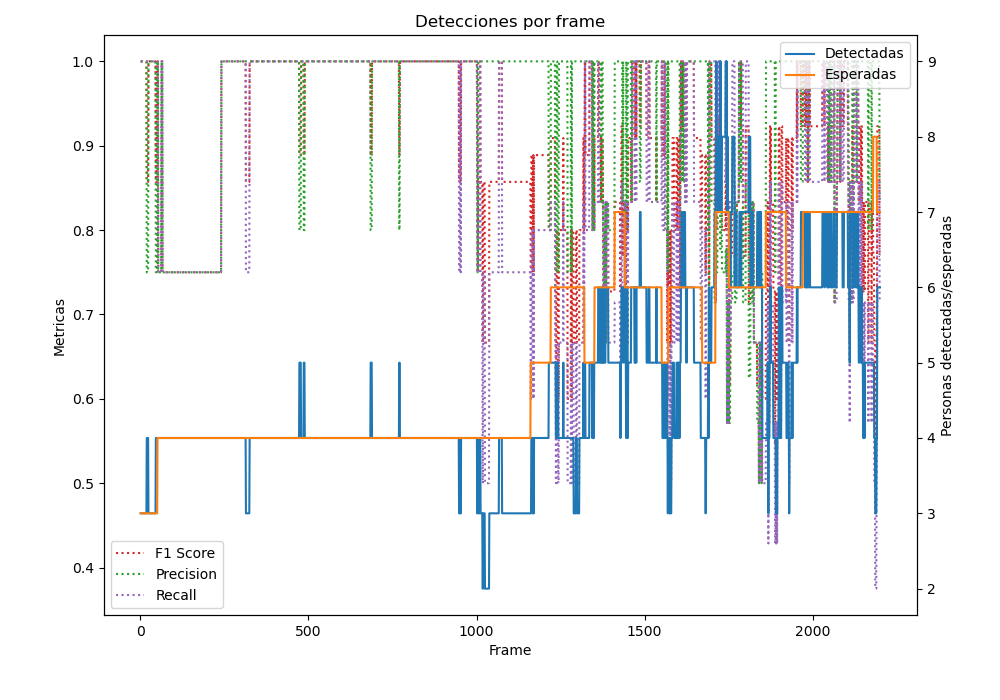 Detecciones por frame
Metricas
1.0
0.9
0.8
0.7
0.6
0.5
0.4
0
500
1000
1500
2000
Frame
9
8
7
6
5
4
3
2
Personas detectadas/esperadas
Detectadas
Esperadas
F1 Score
Precision
Recall